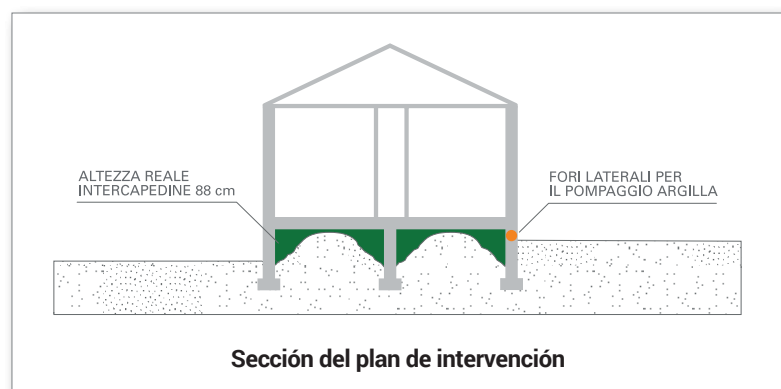 ALTEZZA REALE
INTERCAPEDINE 88 cm
FORI LATERALI PER
IL POMPAGGIO ARGILLA
Sección del plan de intervención